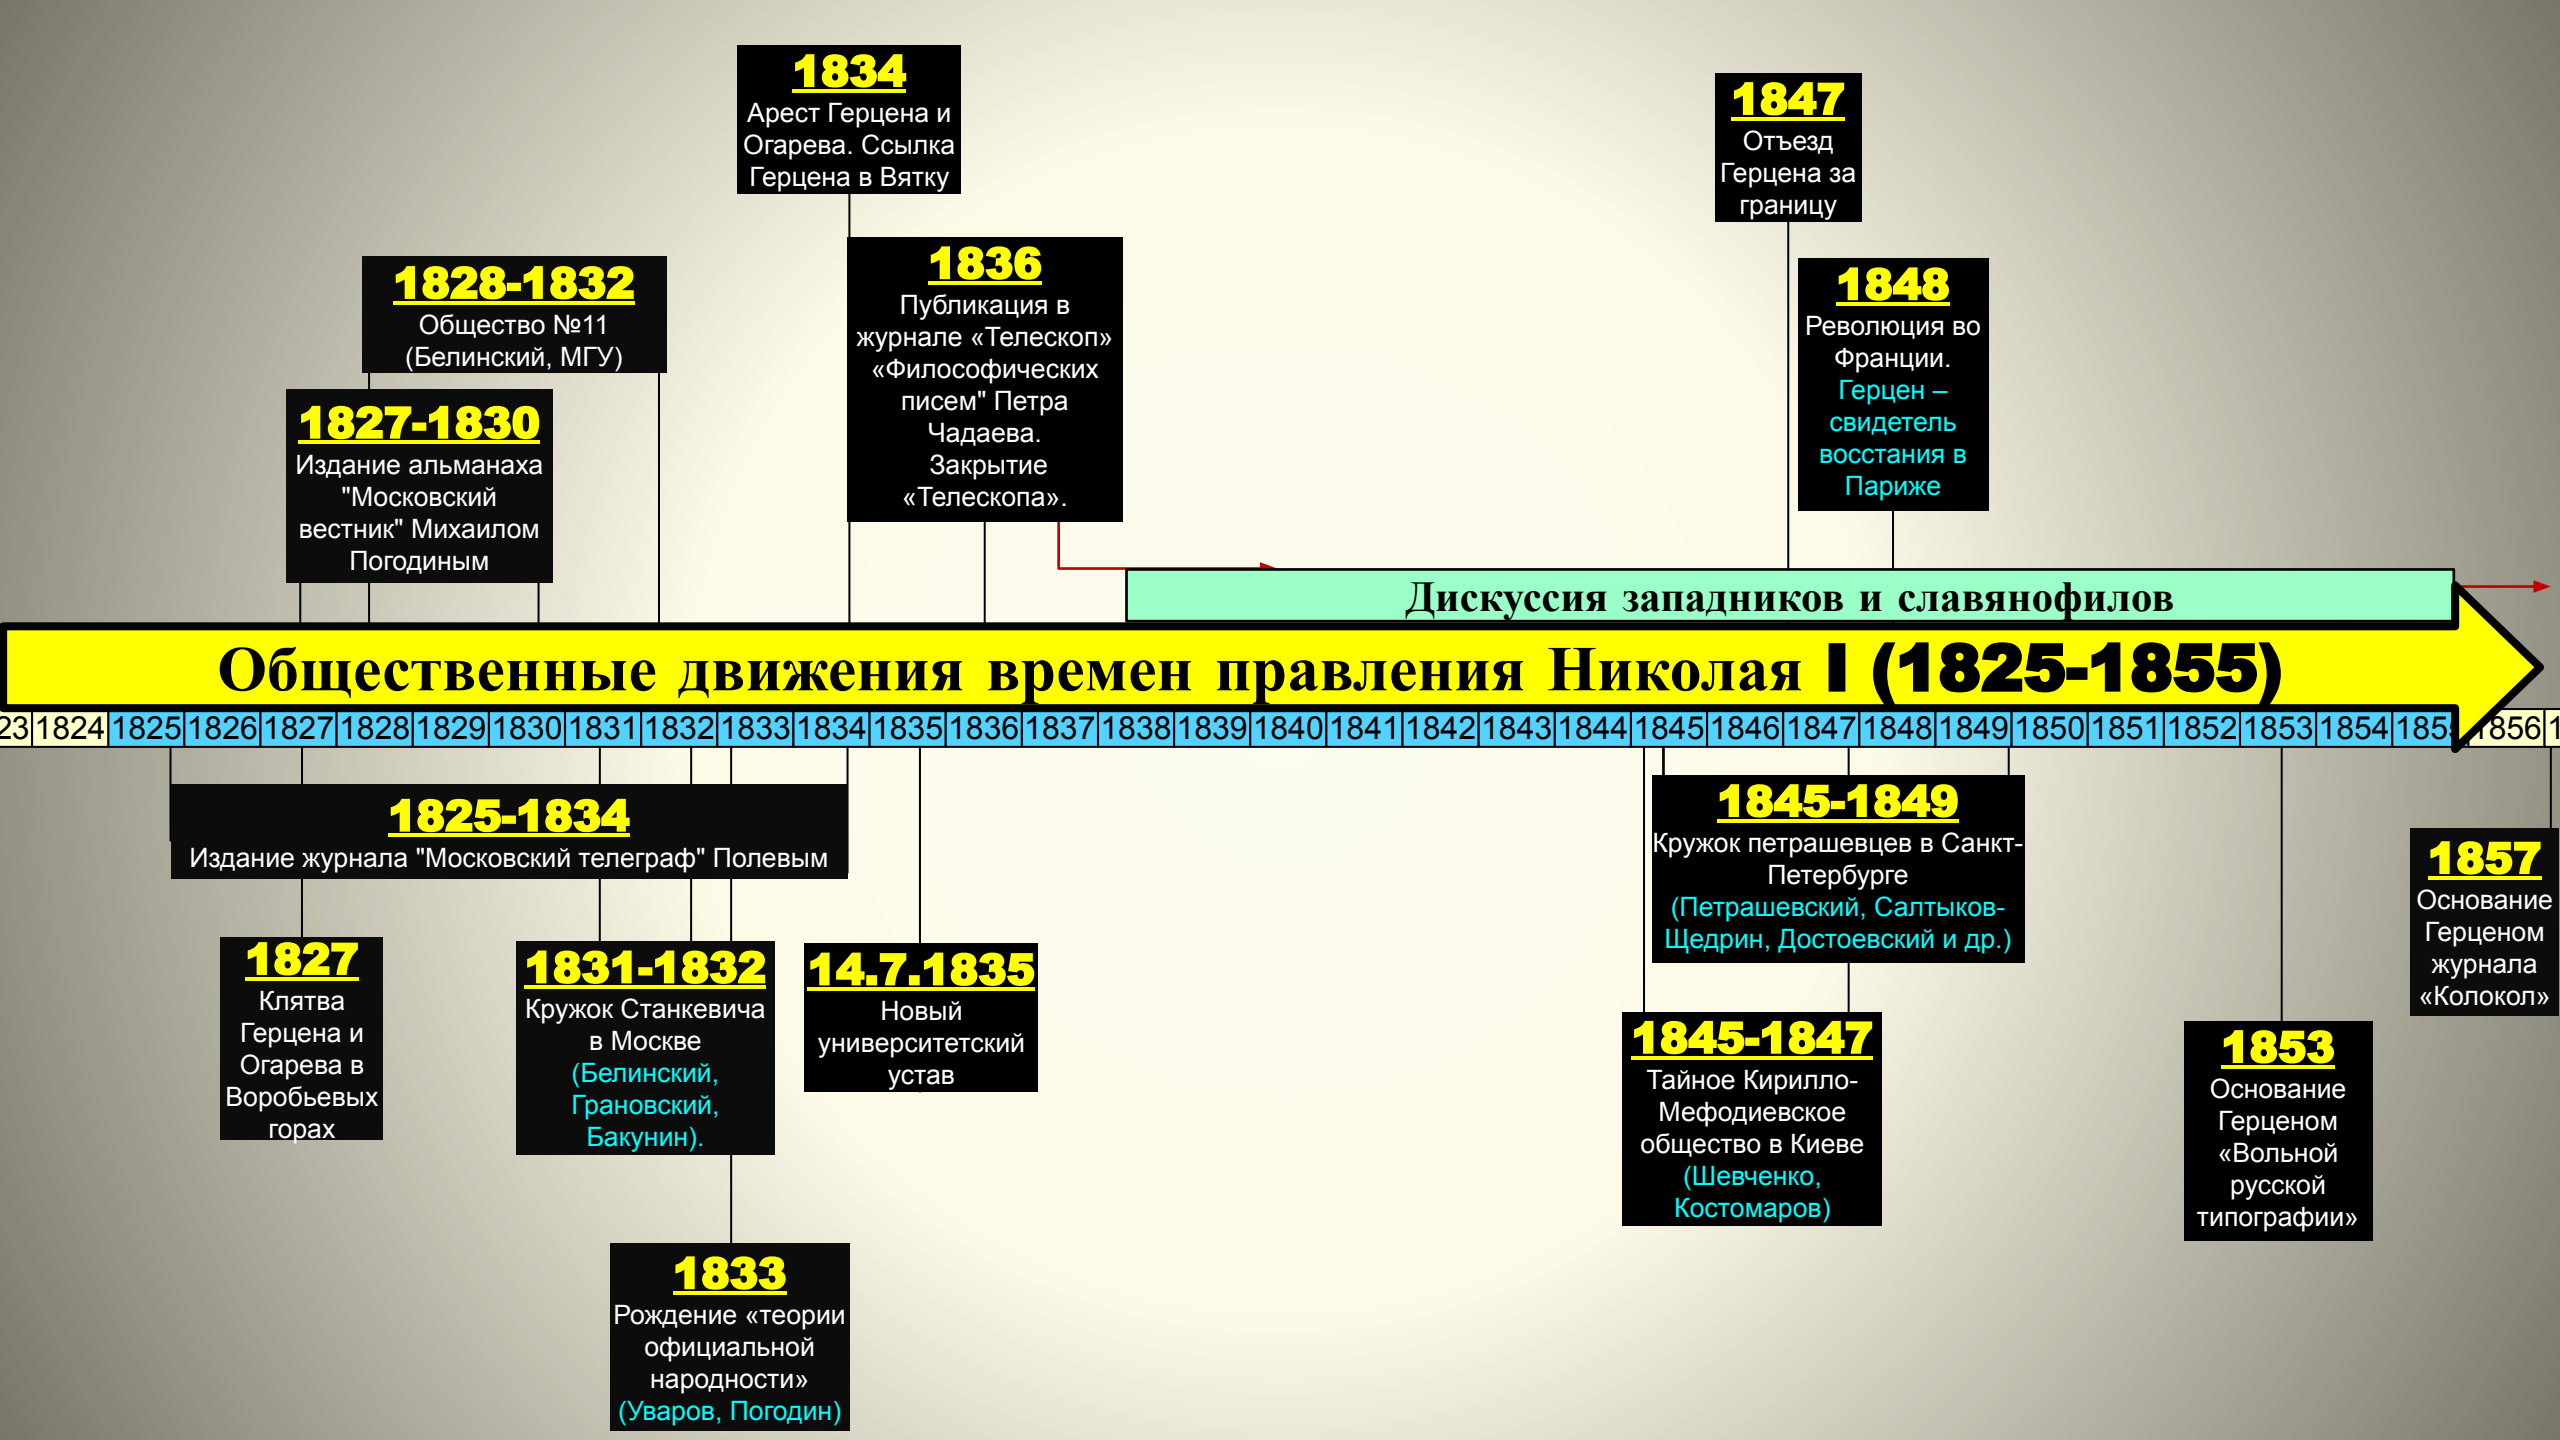 1834
Арест Герцена и
Огарева. Ссылка
Герцена в Вятку
1847
Отъезд
Герцена за
границу
1828-1832
Общество №11
(Белинский, МГУ)
1836
Публикация в
журнале «Телескоп»
«Философических
писем" Петра
Чадаева.
Закрытие
«Телескопа».
1848
Революция во
Франции.
Герцен –
свидетель
восстания в
Париже
1827-1830
Издание альманаха
"Московский
вестник" Михаилом
Погодиным
Дискуссия западников и славянофилов
Общественные движения времен правления Николая I (1825-1855)
23 1824 1825 1826 1827 1828 1829 1830 1831 1832 1833 1834 1835 1836 1837 1838 1839 1840 1841 1842 1843 1844 1845 1846 1847 1848 1849 1850 1851 1852 1853 1854 185 1856 1
1825-1834
Издание журнала "Московский телеграф" Полевым
1845-1849
Кружок петрашевцев в Санкт-
Петербурге
(Петрашевский, Салтыков-
Щедрин, Достоевский и др.)
1857
Основание
Герценом
журнала
«Колокол»
1827
Клятва
Герцена и
Огарева в
Воробьевых
горах
1831-1832
Кружок Станкевича
в Москве
(Белинский,
Грановский,
Бакунин).
14.7.1835
Новый
университетский
устав
1845-1847
Тайное Кирилло-
Мефодиевское
общество в Киеве
(Шевченко,
Костомаров)
1853
Основание
Герценом
«Вольной
русской
типографии»
1833
Рождение «теории
официальной
народности»
(Уваров, Погодин)